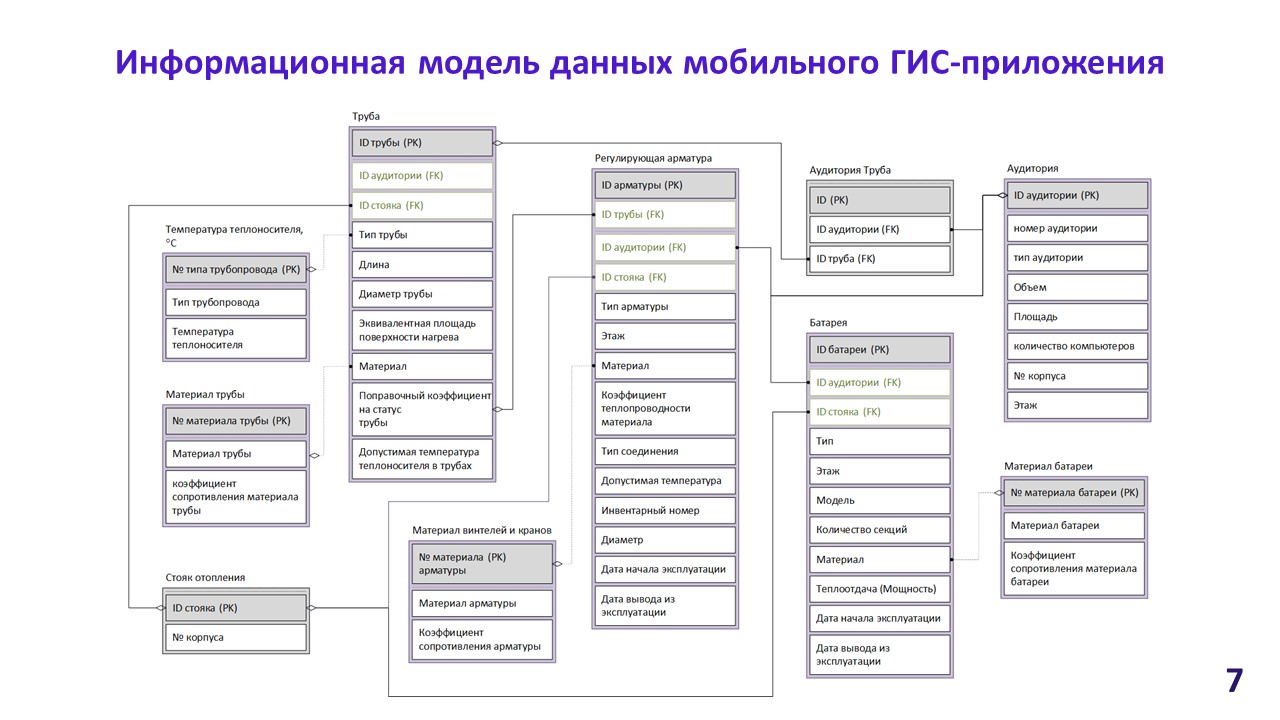 Информационная модель данных мобильного ГИС-приложения
Труба
ID трубы (PK)
ID аудитории (FK)
ID стояка (FK)
Тип трубы
Длина
Диаметр трубы
Эквивалентная площадь
поверхности нагрева
Материал
Поправочный коэффициент
на статус
трубы
Допустимая температура
теплоносителя в трубах
Температура теплоносителя,
°C
№ типа трубопровода (PK)
Тип трубопровода
Температура
теплоносителя
Материал трубы
№ материала трубы (PK)
Материал трубы
коэффициент
сопротивления материала
трубы
Стояк отопления
ID стояка (PK)
№ корпуса
Регулирующая арматура
ID арматуры (PK)
ID трубы (FK)
ID аудитории (FK)
ID стояка (FK)
Тип арматуры
Этаж
Материал
Коэффициент
теплопроводности
материала
Тип соединения
Допустимая температура
Инвентарный номер
Диаметр
Дата начала эксплуатации
Дата вывода из
эксплуатации
Материал винтелей и кранов
№ материала (PK)
арматуры
Материал арматуры
Коэффициент
сопротивления арматуры
Аудитория Труба
ID (PK)
ID аудитории (FK)
ID труба (FK)
Батарея
ID батареи (PK)
ID аудитории (FK)
ID стояка (FK)
Тип
Этаж
Модель
Количество секций
Материал
Теплоотдача (Мощность)
Дата начала эксплуатации
Дата вывода из
эксплуатации
Аудитория
ID аудитории (PK)
номер аудитории
тип аудитории
Объем
Площадь
количество компьютеров
№ корпуса
Этаж
Материал батареи
№ материала батареи (PK)
Материал батареи
Коэффициент
сопротивления материала
батареи
7